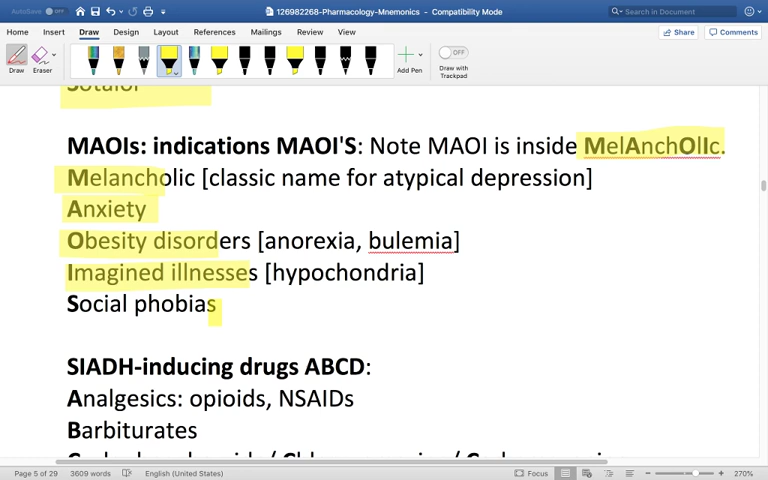 AutoSave OFF
126982268-Pharmacology-Mnemonics - Compatibility Mode
Search in Document
Home Insert Draw Design Layout References Mailings Review View Share Comments
OFF
Draw Eraser Add Pen Draw with Trackpad
Sotalol
MAOIs: indications MAOI'S: Note MAOI is inside MelAnchOlIc.
Melancholic [classic name for atypical depression]
Anxiety
Obesity disorders [anorexia, bulemia]
Imagined illnesses [hypochondria]
Social phobias
SIADH-inducing drugs ABCD:
Analgesics: opioids, NSAIDs
Barbiturates
Page 5 of 29 3609 words English (United States) Focus 270%